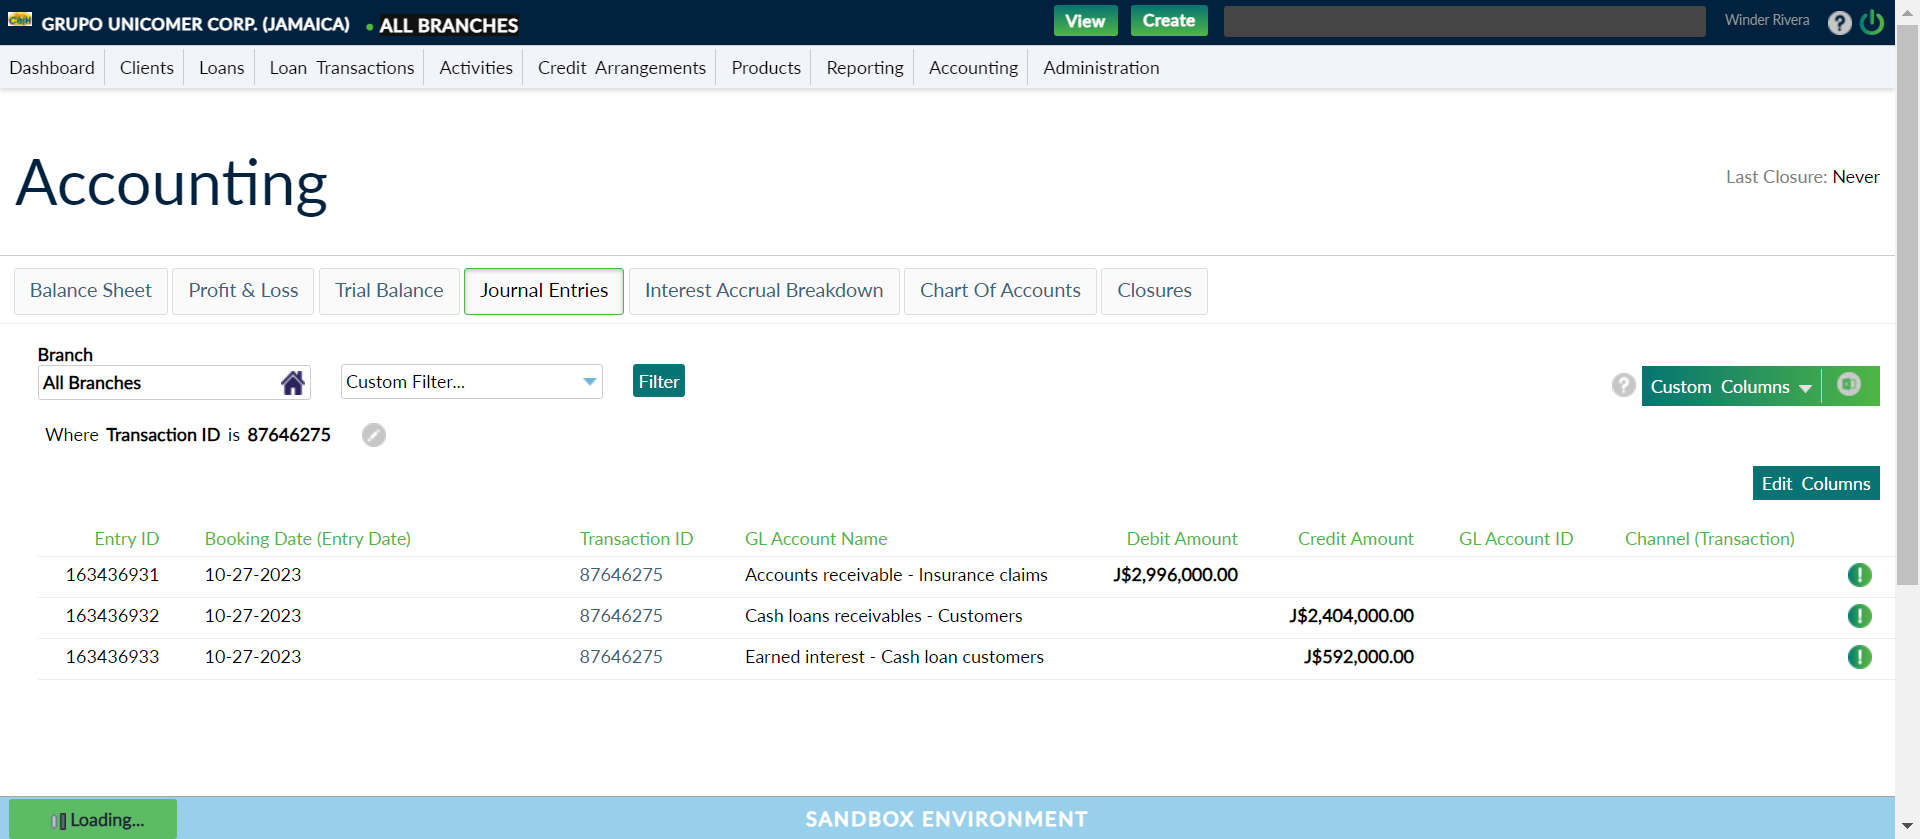 Cash
GRUPO UNICOMER CORP. (JAMAICA) • ALL BRANCHES View Create Winder Rivera ?
Dashboard Clients Loans Loan Transactions Activities Credit Arrangements Products Reporting Accounting Administration
Accounting
Last Closure: Never
Balance Sheet Profit & Loss Trial Balance Journal Entries Interest Accrual Breakdown Chart Of Accounts Closures
Branch
All Branches Custom Filter... Filter ? Custom Columns
Where Transaction ID is 87646275
Edit Columns
Entry ID Booking Date (Entry Date) Transaction ID GL Account Name Debit Amount Credit Amount GL Account ID Channel (Transaction)
163436931 10-27-2023 87646275 Accounts receivable - Insurance claims J$2,996,000.00 !
163436932 10-27-2023 87646275 Cash loans receivables - Customers J$2,404,000.00 !
163436933 10-27-2023 87646275 Earned interest - Cash loan customers J$592,000.00 !
Loading... SANDBOX ENVIRONMENT